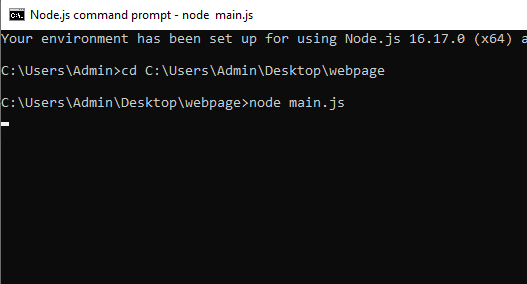 Node.js command prompt - node  main.js
Your environment has been set up for using Node.js 16.17.0 (x64) a
C:\Users\Admin>cd C:\Users\Admin\Desktop\webpage
C:\Users\Admin\Desktop\webpage>node main.js